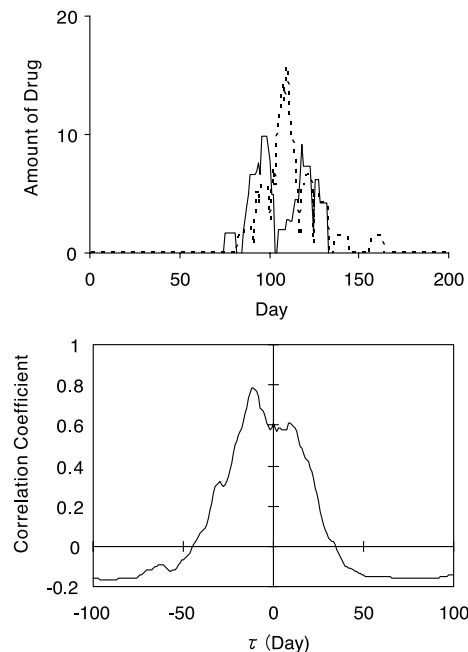 20
10
0
Amount of Drug
0 50 100 150 200
Day
1
0.8
0.6
0.4
0.2
0
-0.2
Correlation Coefficient
-100 -50 0 50 100
τ (Day)